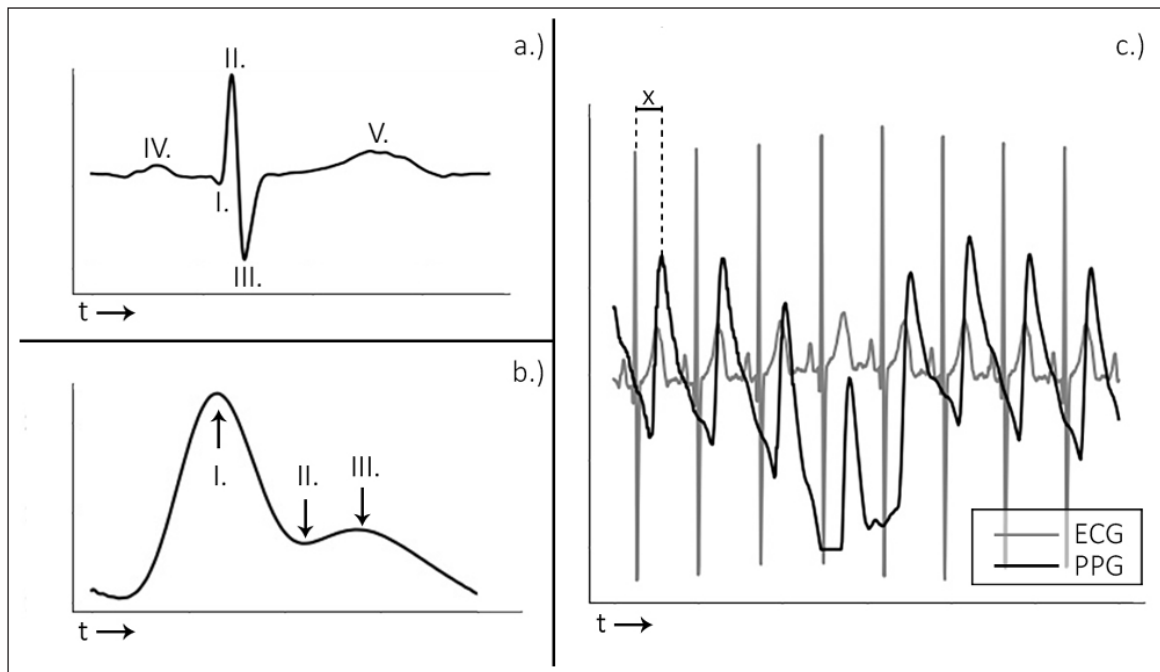 a.)
II.
IV.
V.
I.
III.
t →
b.)
I.
II.
III.
t →
c.)
x
ECG
PPG
t →